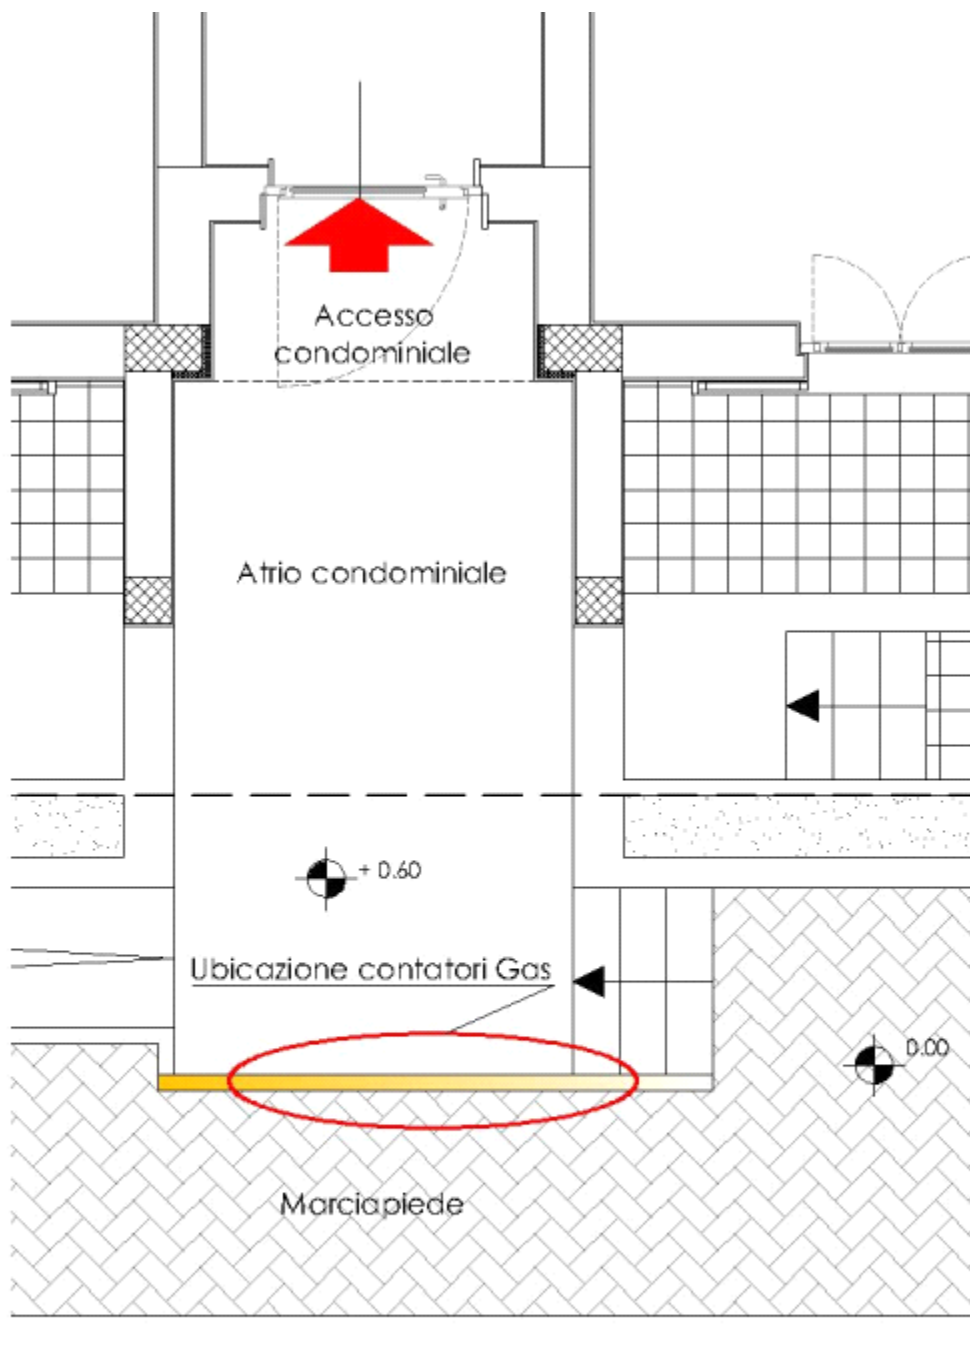 Accesso
condominiale
Atrio condominiale
+ 0.60
Ubicazione contatori Gas
0.00
Marciapiede